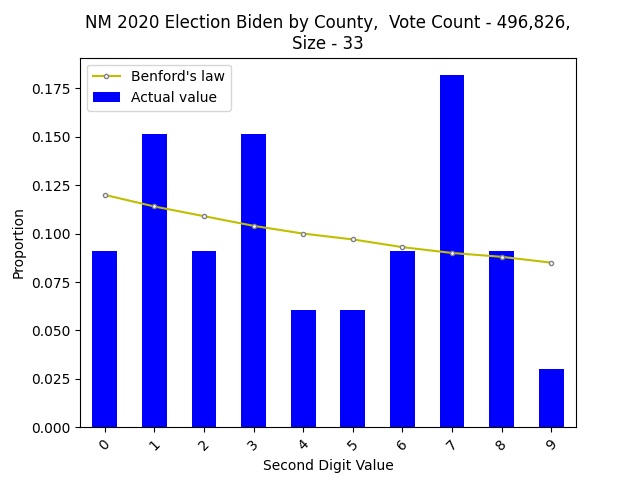 NM 2020 Election Biden by County,  Vote Count - 496,826,
Size - 33
Benford's law
Actual value
0.175
0.150
0.125
0.100
0.075
0.050
0.025
0.000
Proportion
0 1 2 3 4 5 6 7 8 9
Second Digit Value